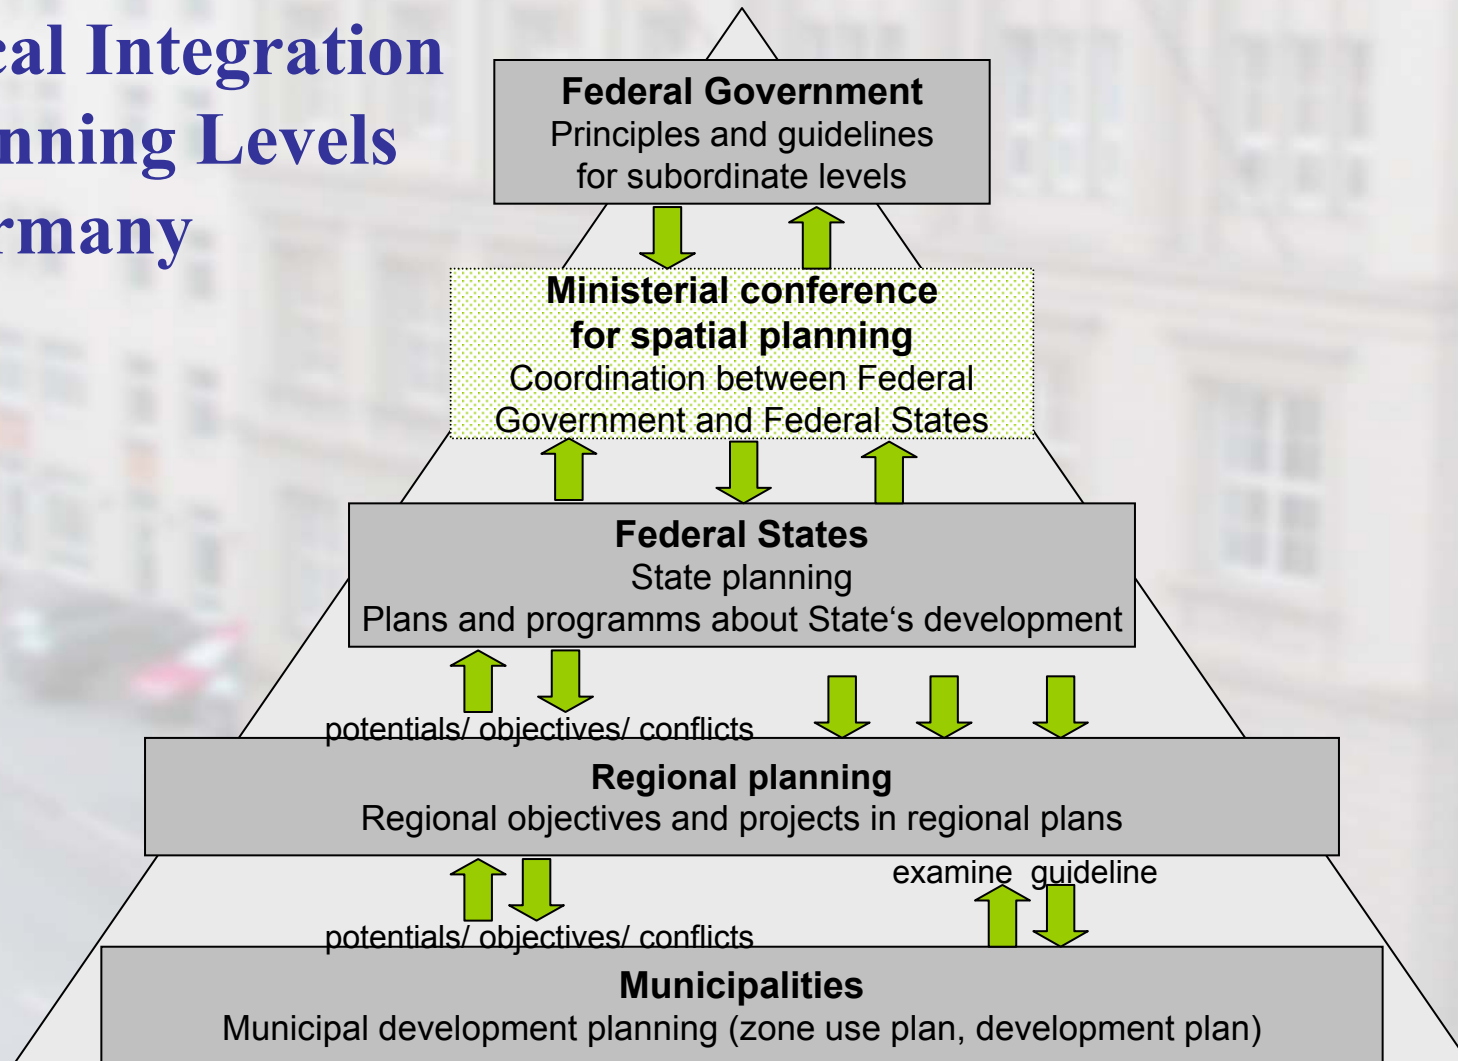 cal Integration
nning Levels
rmany
Federal Government
Principles and guidelines
for subordinate levels
Ministerial conference
for spatial planning
Coordination between Federal
Government and Federal States
Federal States
State planning
Plans and programms about State‘s development
potentials/ objectives/ conflicts
Regional planning
Regional objectives and projects in regional plans
examine guideline
potentials/ objectives/ conflicts
Municipalities
Municipal development planning (zone use plan, development plan)